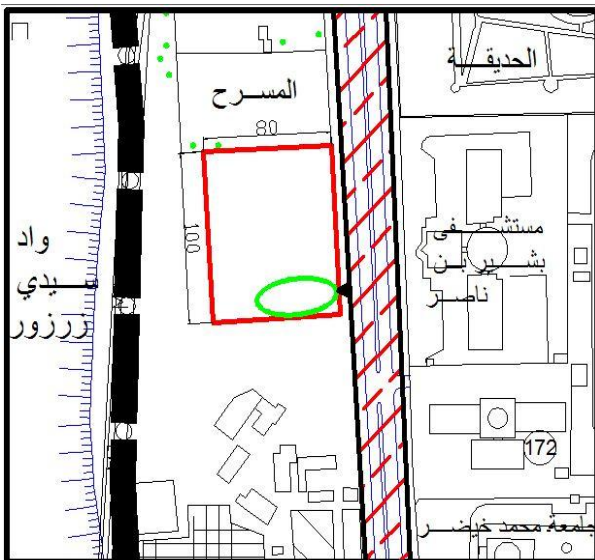 الحديقة
المسرح
80
100
مستشفى
بشير بن
ناصر
واد
سيدي
زرزور
172
جامعة محمد خيضر